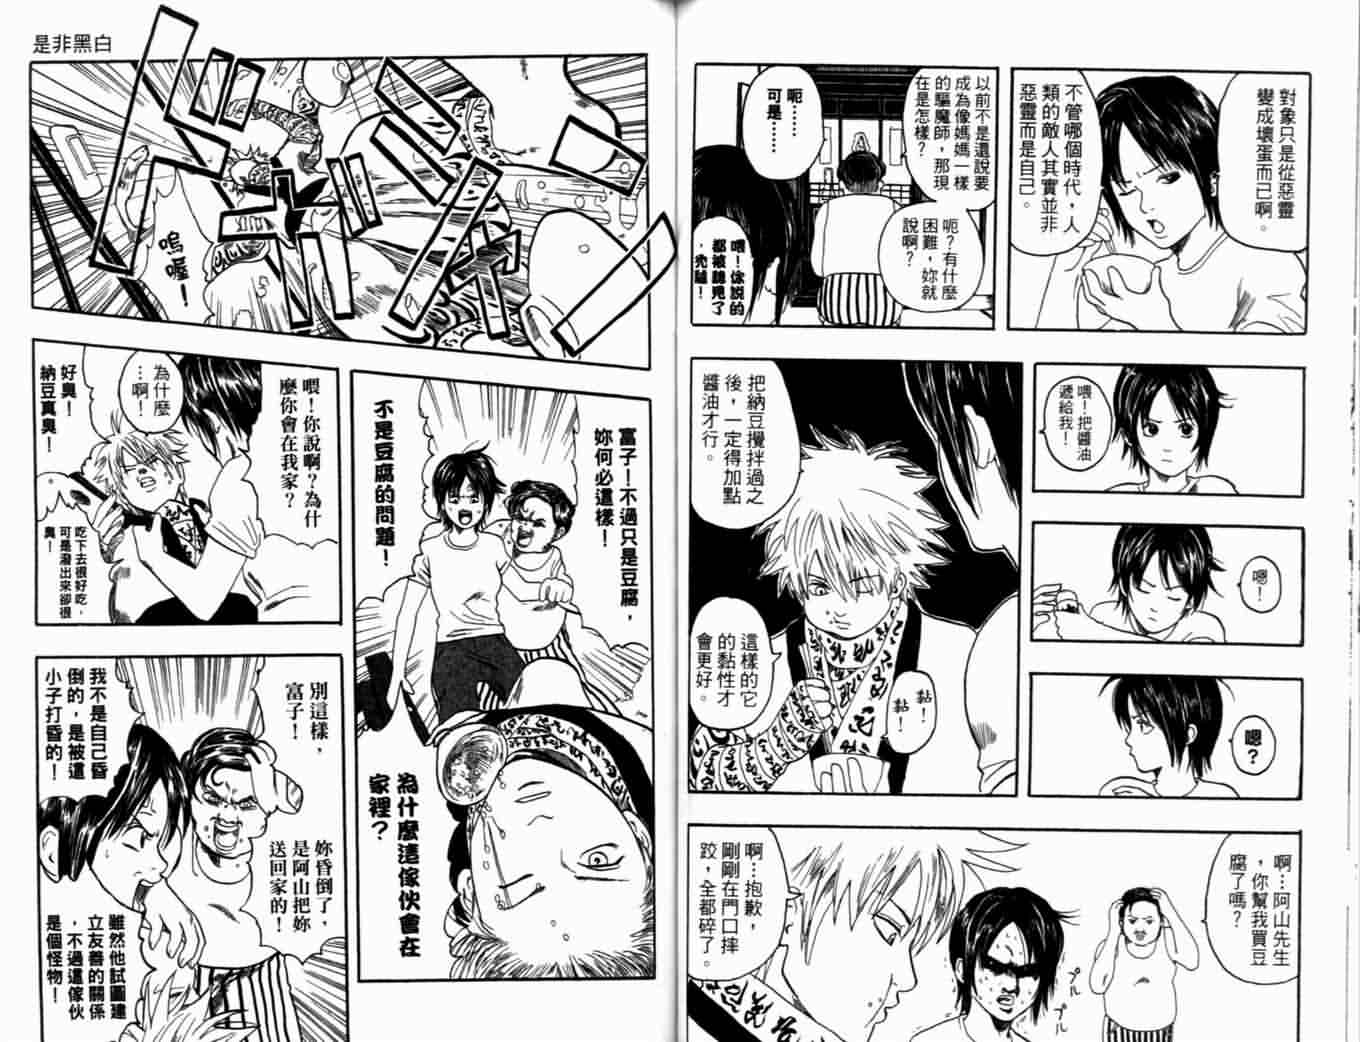 對象只是從惡靈
變成壞蛋而已啊。
不管哪個時代，人
類的敵人其實並非
惡靈而是自己。
以前不是還說要
成為像媽媽一樣
的驅魔師，那現
在是怎樣？
呃？有什麼
困難，妳就
說啊？
呃……
可是……
喂！你說的
都被聽見了
，禿驢！
喂！把醬油
遞給我！
嗯！
嗯？
把納豆攪拌過之
後，一定得加點
醬油才行。
這樣的它
的黏性才
會更好。
黏！
黏！
啊…阿山先生
，你幫我買豆
腐了嗎？
プル
プル
啊…抱歉，
剛剛在門口摔
跤，全都碎了。
是非黑白
ドガガシャン
嗚喔！
富子！不過只是豆腐，
妳何必這樣！
不是豆腐的問題！
為什麼這傢伙會在
家裡？
喂！你說啊？為什
麼你會在我家？
為什麼
…啊！
好臭！
納豆真臭！
吃下去很好吃，
可是潑出來卻很
臭！
別這樣，
富子！
妳昏倒了，
是阿山把妳
送回家的！
我不是自己昏
倒的，是被這
小子打昏的！
雖然他試圖建
立友善的關係
，不過這傢伙
是個怪物！